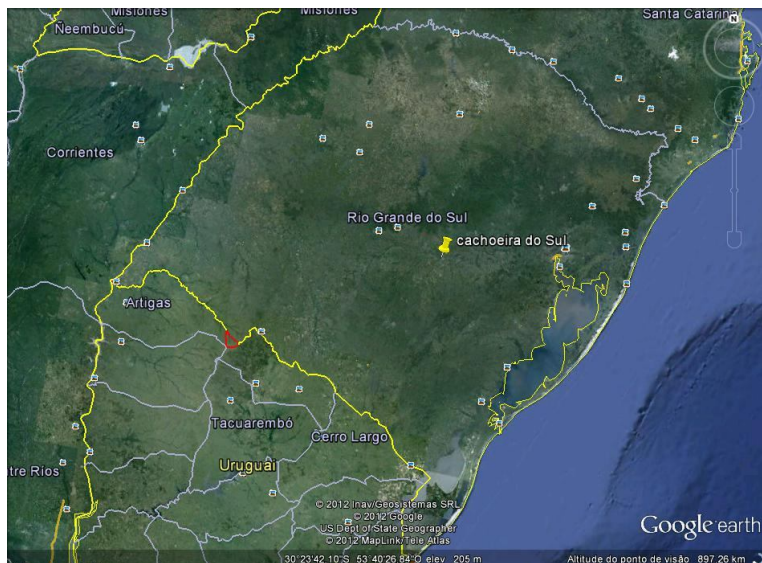 Misiones
Misiones
Santa Catarina
N
Ñeembucú
Corrientes
Rio Grande do Sul
cachoeira do Sul
Artigas
Tacuarembó
Cerro Largo
Uruguai
ntre Ríos
© 2012 Inav/Geosistemas SRL
© 2012 Google
US Dept of State Geographer
© 2012 MapLink/Tele Atlas
Google earth
30°23'42.10"S 53°40'26.84"O elev 205 m Altitude do ponto de visão 897.26 km